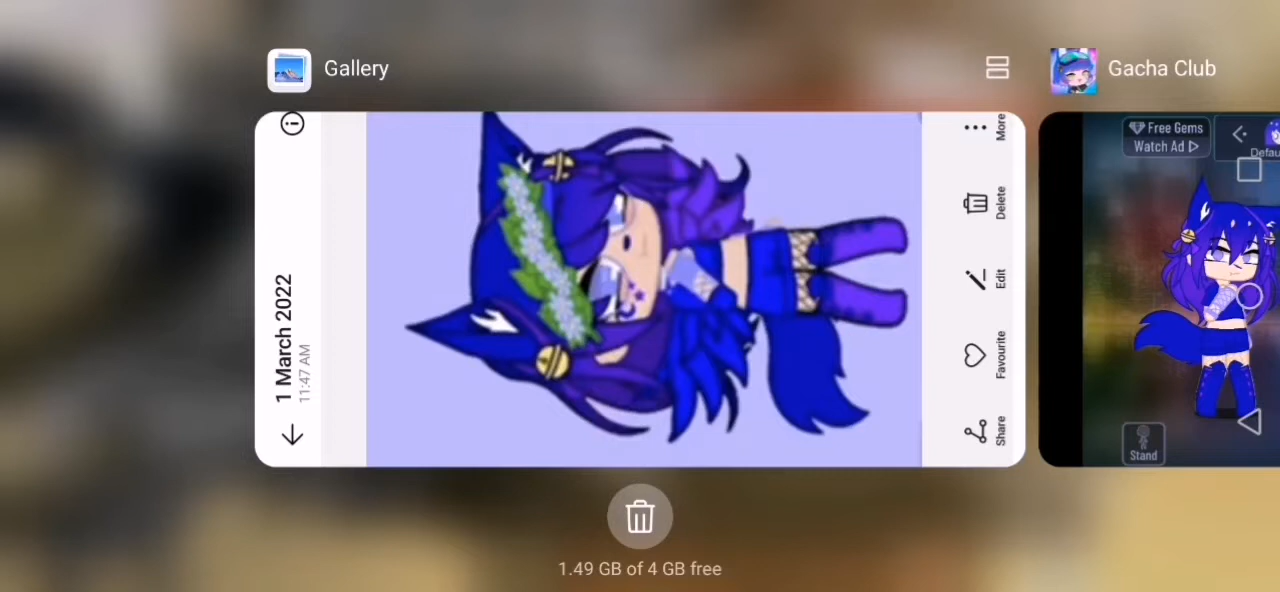 Gallery
Gacha Club
1 March 2022
11:47 AM
More
Delete
Edit
Favourite
Share
Free Gems
Watch Ad
Defau
Stand
1.49 GB of 4 GB free